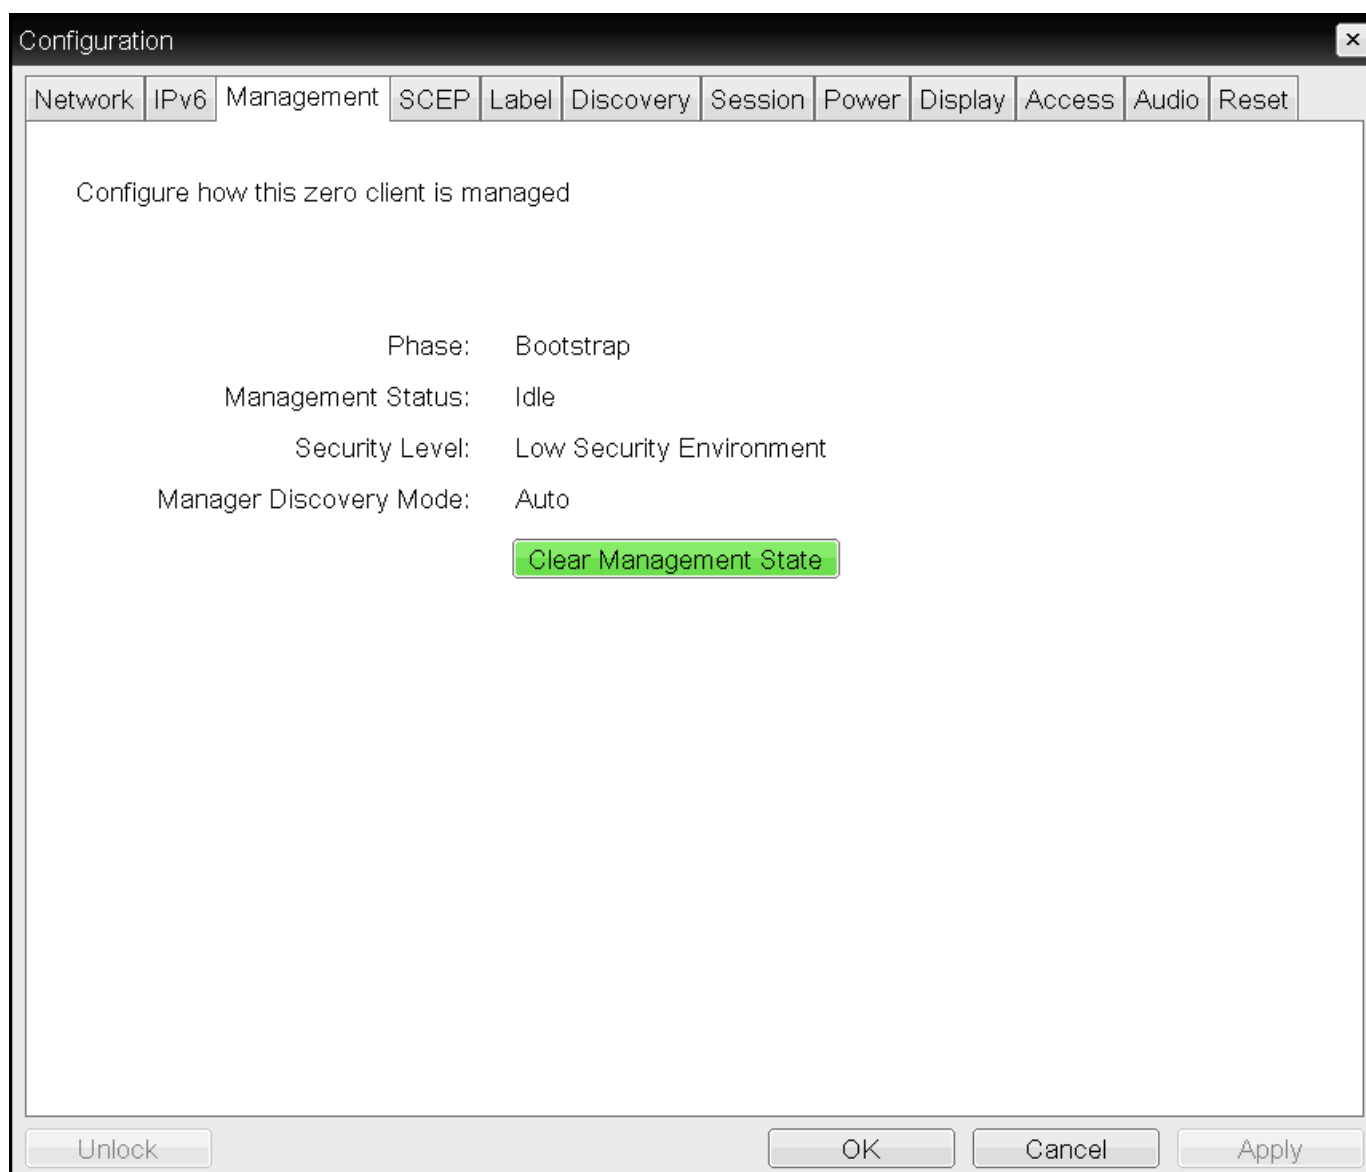 Configuration
Network IPv6 Management SCEP Label Discovery Session Power Display Access Audio Reset
Configure how this zero client is managed
Phase: Bootstrap
Management Status: Idle
Security Level: Low Security Environment
Manager Discovery Mode: Auto
Clear Management State
Unlock OK Cancel Apply